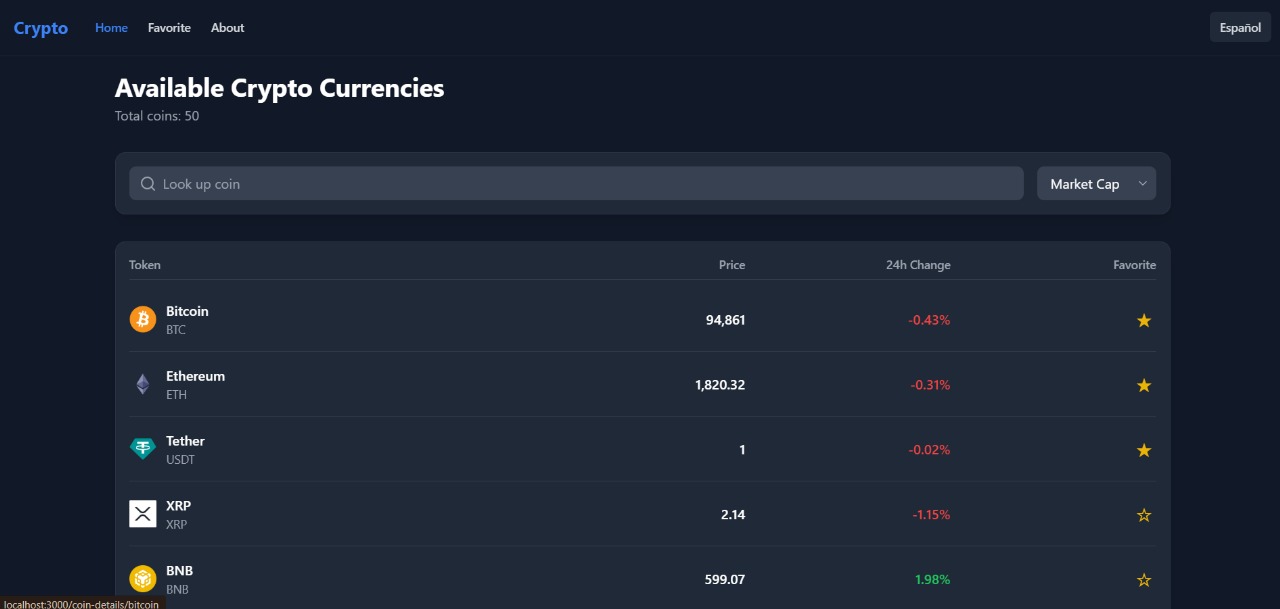 Crypto Home Favorite About Español
Available Crypto Currencies
Total coins: 50
Look up coin Market Cap
Token Price 24h Change Favorite
Bitcoin
BTC
94,861 -0.43%
Ethereum
ETH
1,820.32 -0.31%
Tether
USDT
1 -0.02%
XRP
XRP
2.14 -1.15%
BNB
BNB
599.07 1.98%
localhost:3000/coin-details/bitcoin